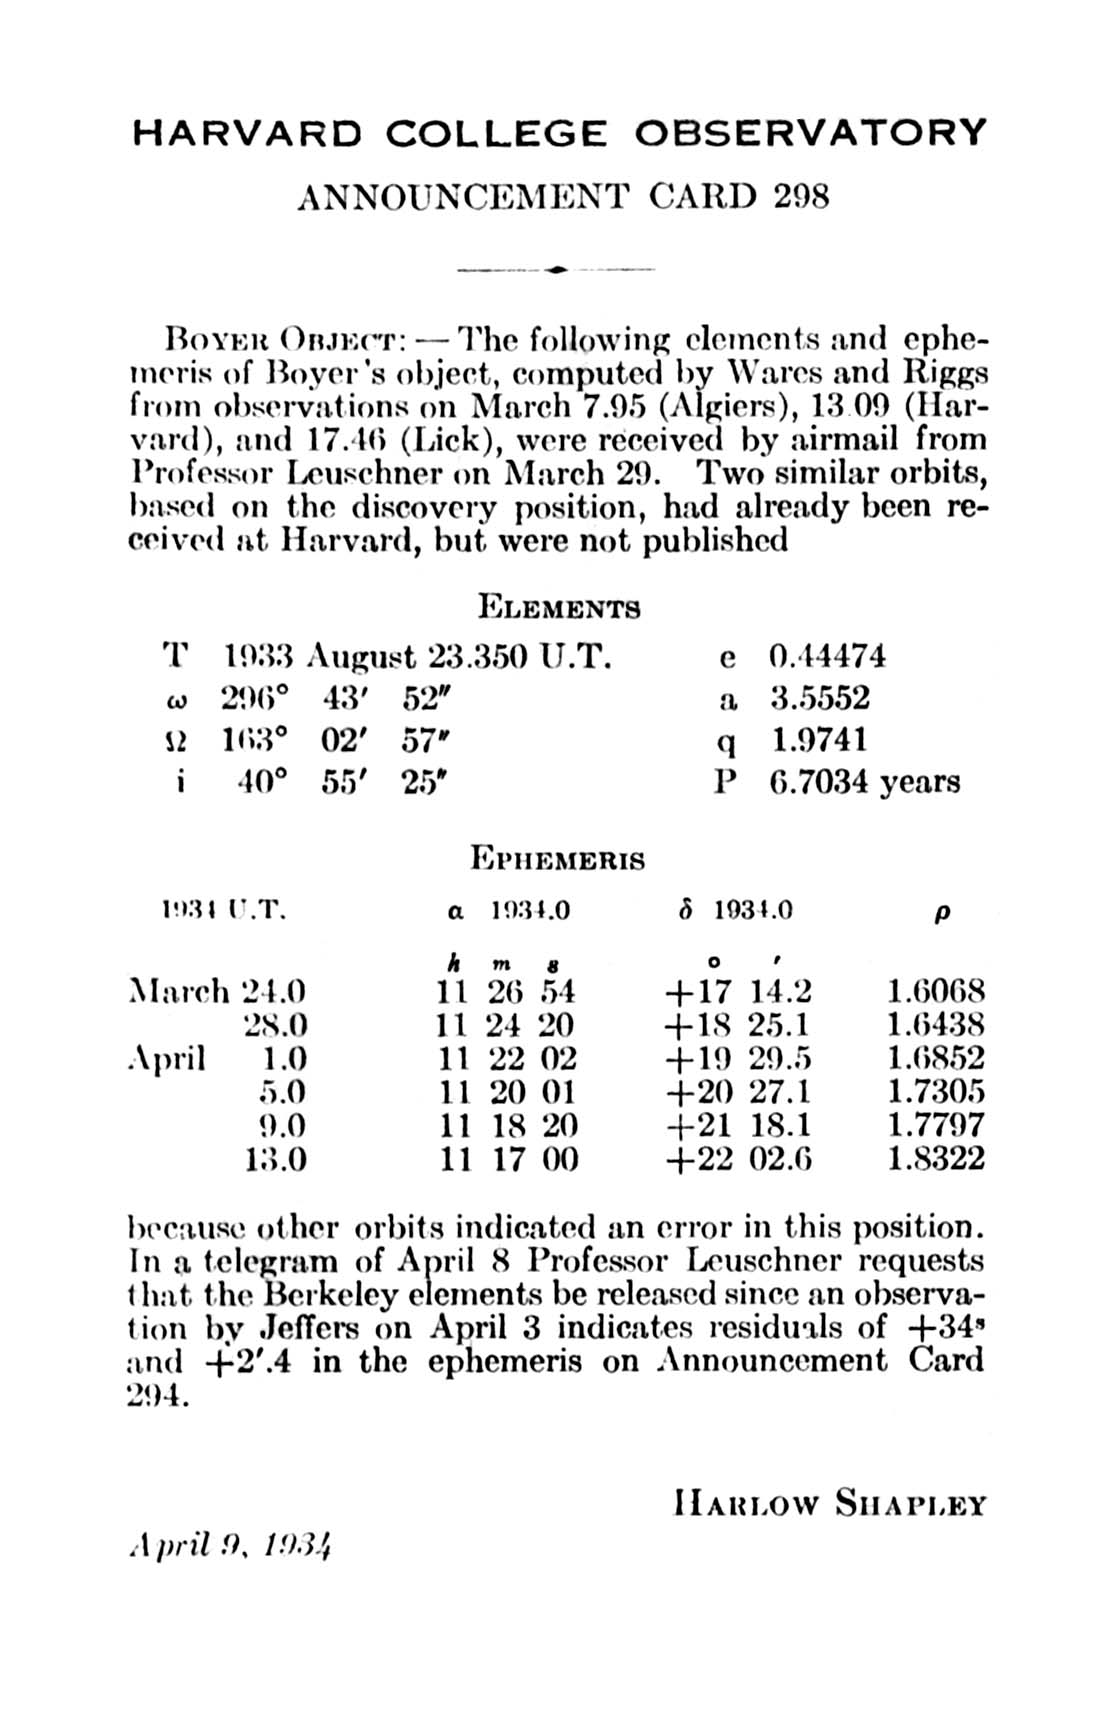 HARVARD COLLEGE OBSERVATORY
ANNOUNCEMENT CARD 298
BOYER OBJECT: — The following elements and ephe-
meris of Boyer's object, computed by Wares and Riggs
from observations on March 7.95 (Algiers), 13.09 (Har-
vard), and 17.46 (Lick), were received by airmail from
Professor Leuschner on March 29. Two similar orbits,
based on the discovery position, had already been re-
ceived at Harvard, but were not published
ELEMENTS
T 1933 August 23.350 U.T. e 0.44474
ω 296° 43′ 52″ a 3.5552
Ω 163° 02′ 57″ q 1.9741
i 40° 55′ 25″ P 6.7034 years
EPHEMERIS
1934 U.T. α 1934.0 δ 1934.0 ρ
h m s ° ′
March 24.0 11 26 54 +17 14.2 1.6068
28.0 11 24 20 +18 25.1 1.6438
April 1.0 11 22 02 +19 29.5 1.6852
5.0 11 20 01 +20 27.1 1.7305
9.0 11 18 20 +21 18.1 1.7797
13.0 11 17 00 +22 02.6 1.8322
because other orbits indicated an error in this position.
In a telegram of April 8 Professor Leuschner requests
that the Berkeley elements be released since an observa-
tion by Jeffers on April 3 indicates residuals of +34ˢ
and +2′.4 in the ephemeris on Announcement Card
294.
HARLOW SHAPLEY
April 9, 1934